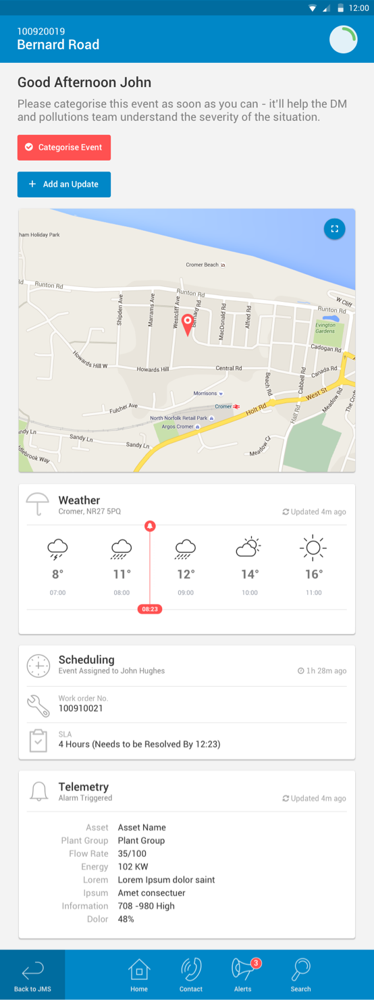 12:00
100920019
Bernard Road
Good Afternoon John
Please categorise this event as soon as you can - it'll help the DM
and pollutions team understand the severity of the situation.
Categorise Event
Add an Update
ham Holiday Park
Cromer Beach
ld
Runton Rd
Runton Rd
W Cliff
Runton Rd
Shipden Ave
Marrams Ave
Westcliff Ave
Bernard Rd
MacDonald Rd
Alfred Rd
Evington
Gardens
Cadogan Rd
Howards Hill W
Howards Hill
Central Rd
Beach Rd
Cabbell Rd
Canada Rd
Morrisons
West St
Meadow Rd
The Cro
Fulcher Ave
Cromer
Holt Rd
Hall Rd
North Norfolk Retail Park
Argos Cromer
ndy Ln
Sandy Ln
Sandy Ln
Meadow Cl
dlebrook Way
Weather
Cromr, NR27 5PQ
Updated 4m ago
8° 11° 12° 14° 16°
07:00 08:00 09:00 10:00 11:00
08:23
Scheduling
Event Assigned to John Hughes
1h 28m ago
Work order No.
100910021
SLA
4 Hours (Needs to be Resolved By 12:23)
Telemetry
Alarm Triggered
Updated 4m ago
Asset Asset Name
Plant Group Plant Group
Flow Rate 35/100
Energy 102 KW
Lorem Lorem Ipsum dolor saint
Ipsum Amet consectuer
Information 708 -980 High
Dolor 48%
3
Back to JMS Home Contact Alerts Search